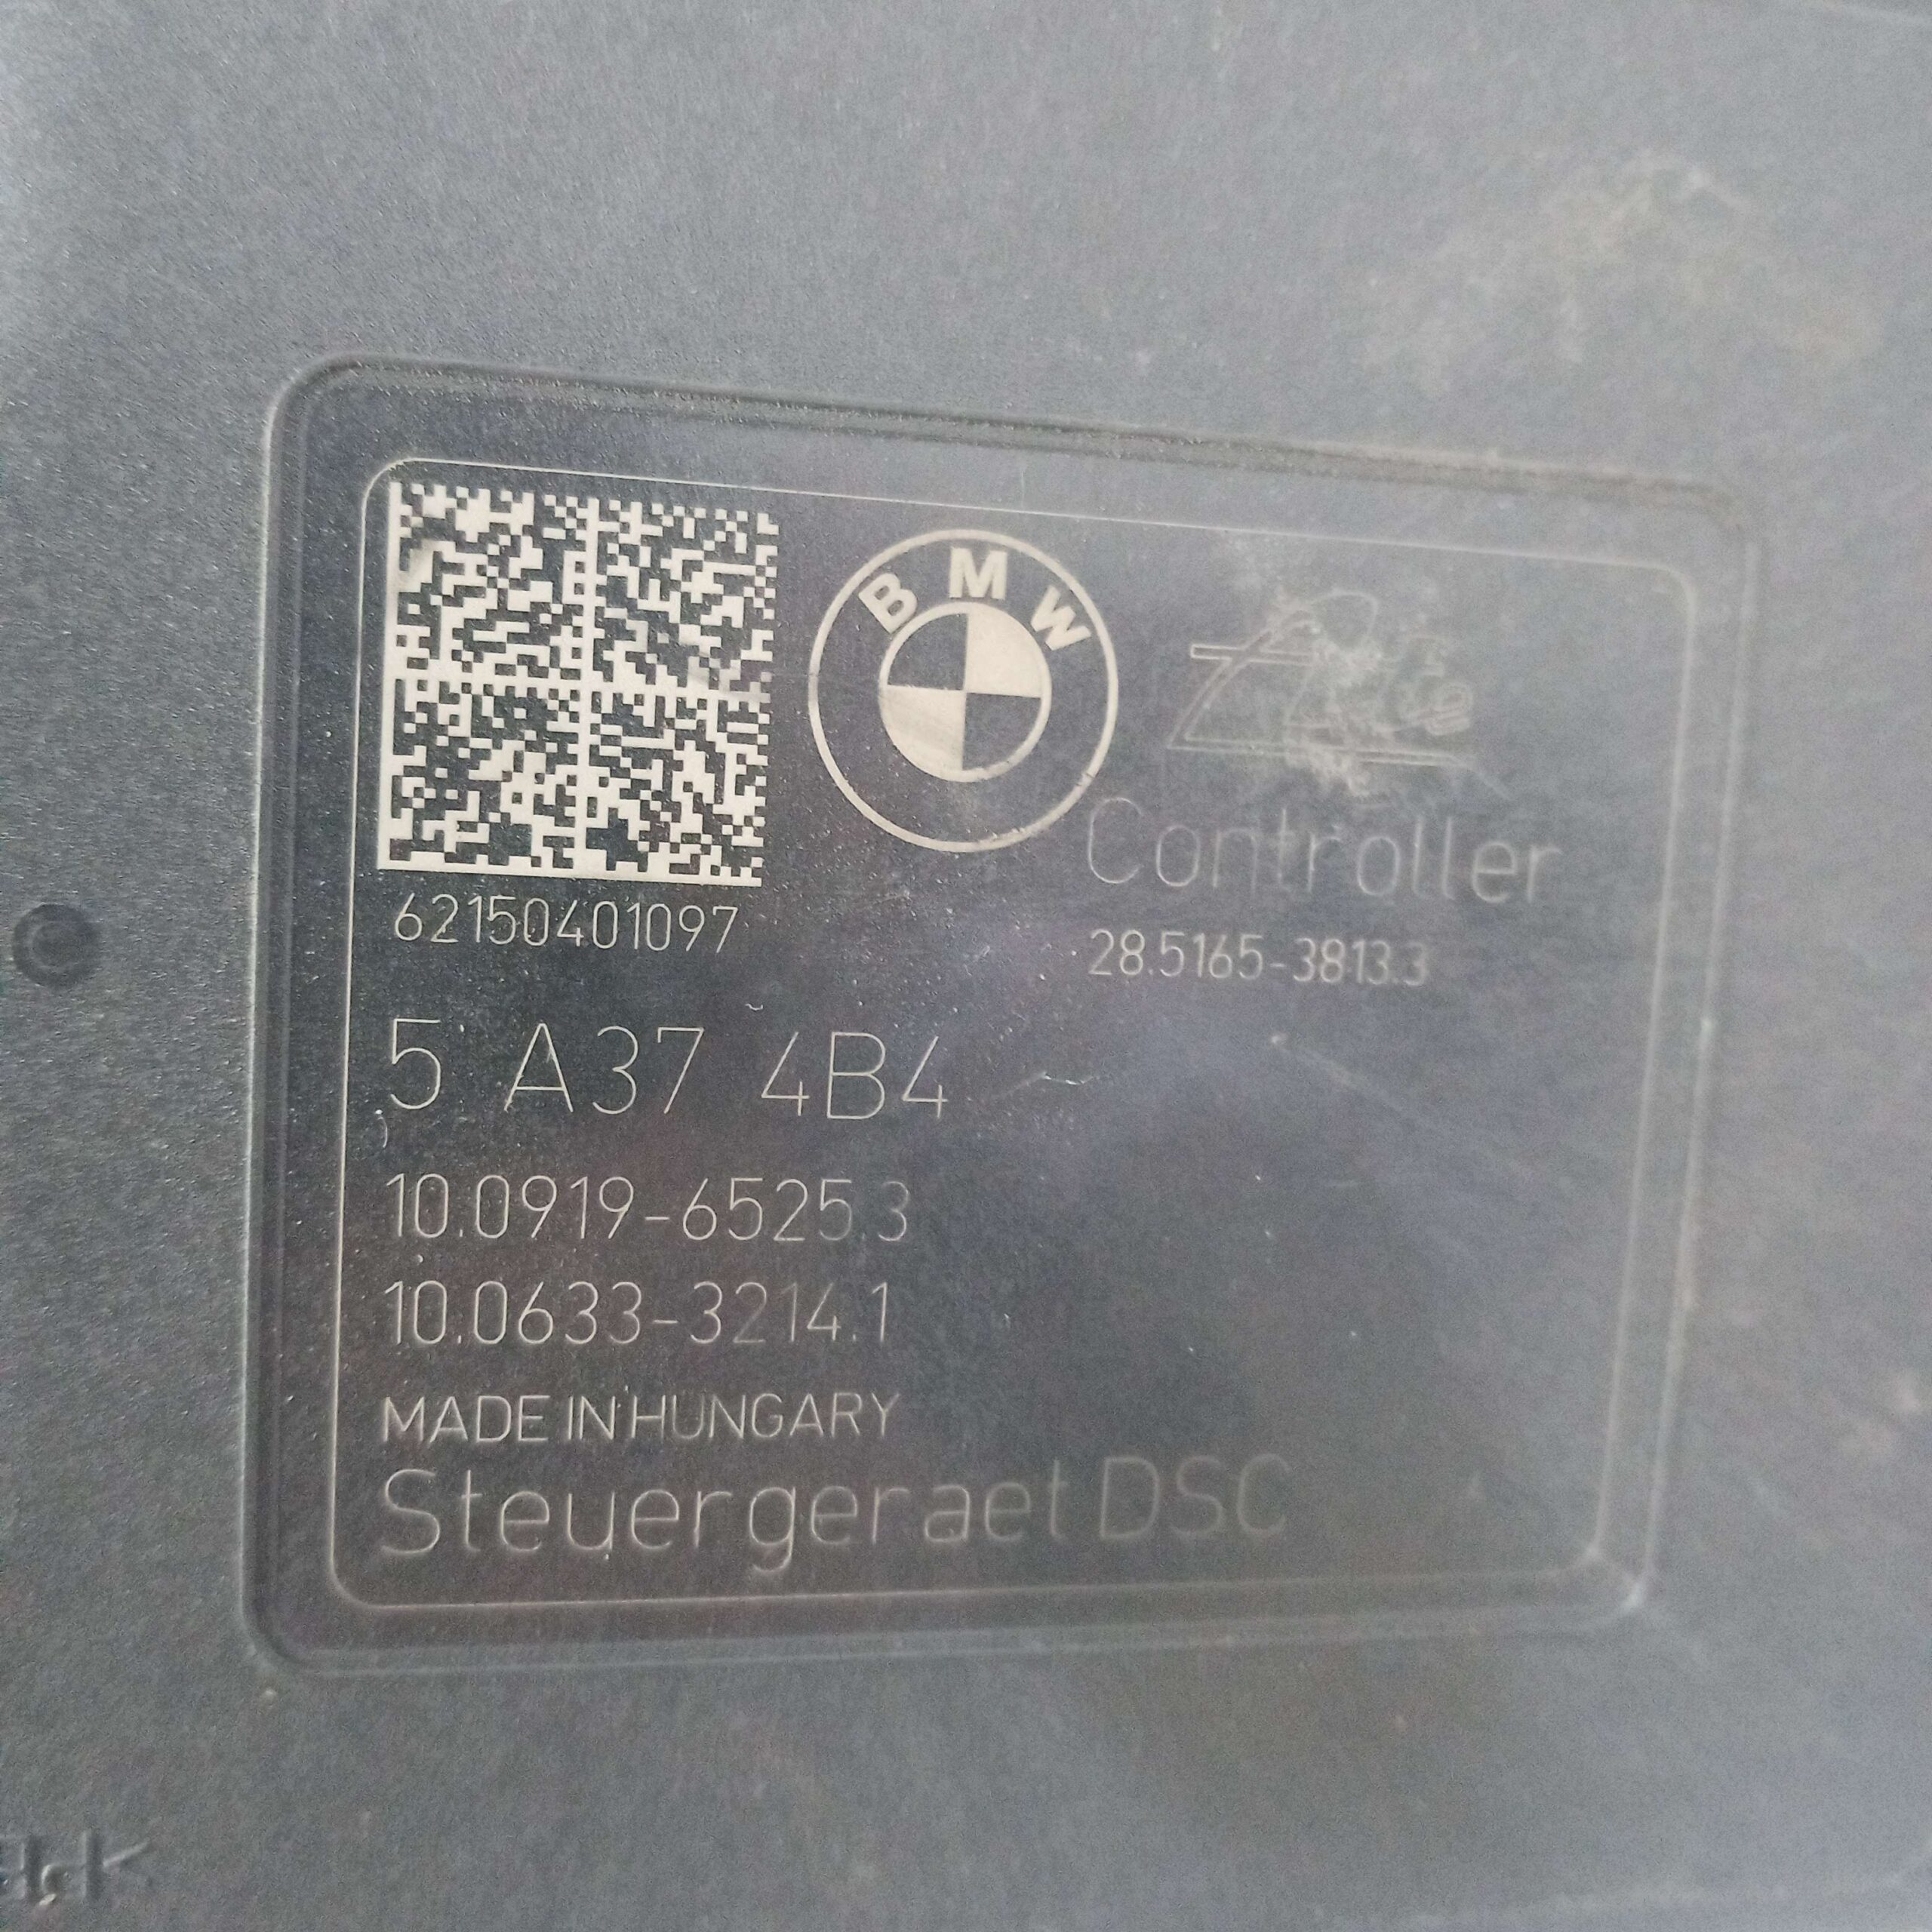 BMW
Controller
62150401097
28.5165-3813.3
5 A37 4B4
10.0919-6525.3
10.0633-3214.1
MADE IN HUNGARY
Steuergeraet DSC